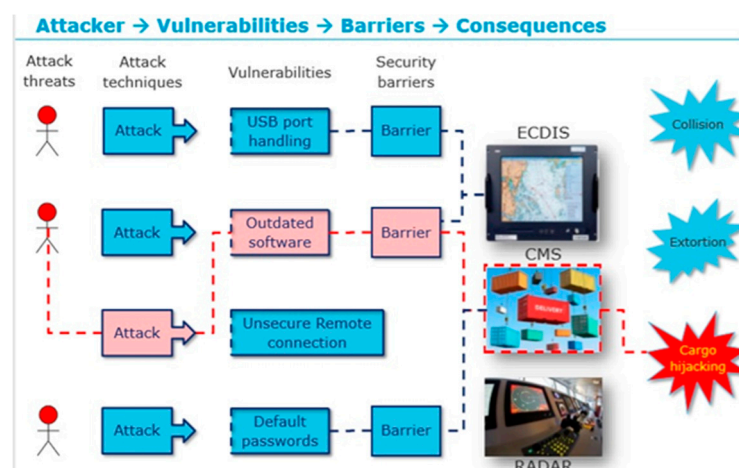 Attacker → Vulnerabilities → Barriers → Consequences
Attack
threats
Attack
techniques
Vulnerabilities
Security
barriers
Attack
USB port
handling
Barrier
ECDIS
Collision
Attack
Outdated
software
Barrier
CMS
Extortion
DELIVERY
Attack
Unsecure Remote
connection
Cargo
hijacking
Attack
Default
passwords
Barrier
RADAR